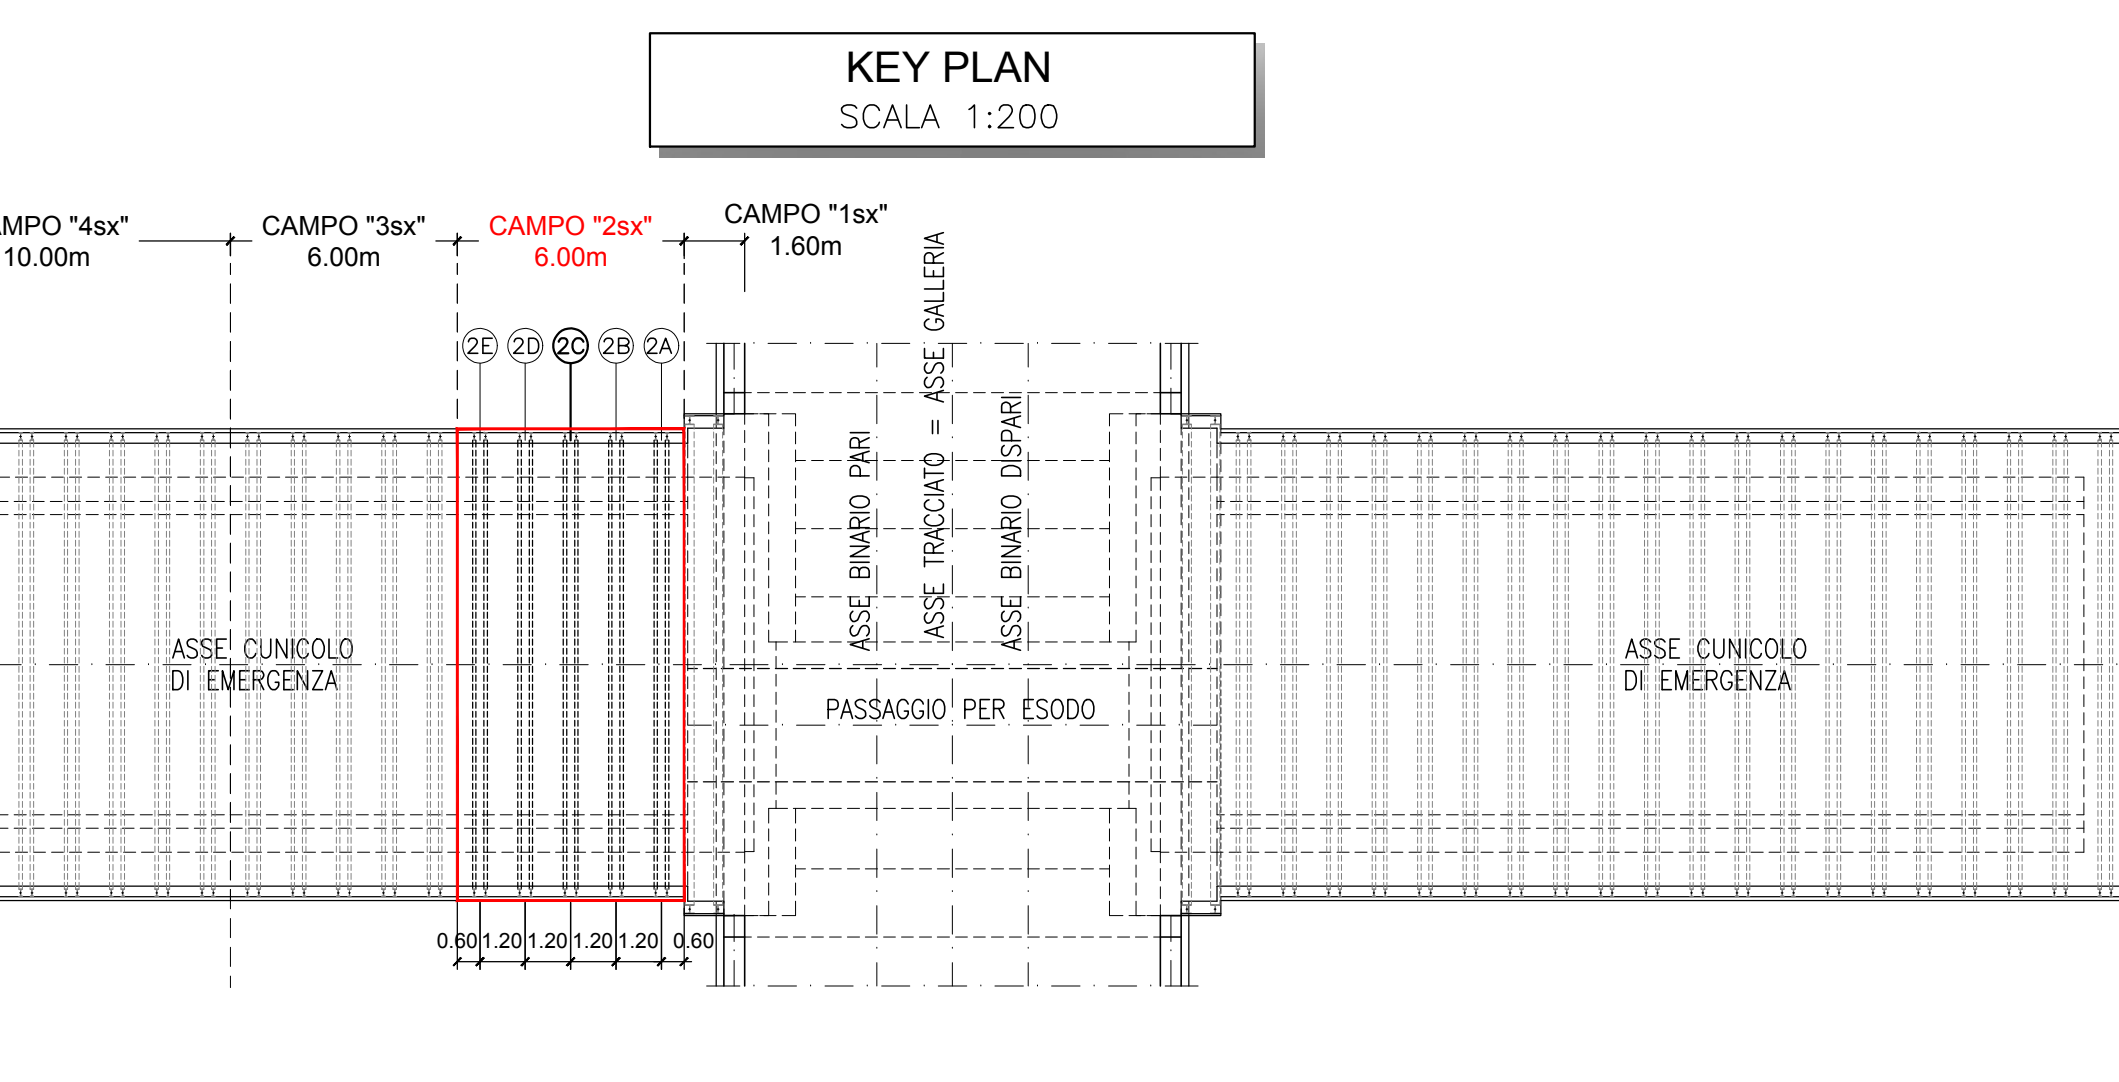 KEY PLAN
SCALA 1:200
AMPO "4sx"
10.00m
CAMPO "3sx"
6.00m
CAMPO "2sx"
6.00m
CAMPO "1sx"
1.60m
2E
2D
2C
2B
2A
ASSE BINARIO PARI
ASSE TRACCIATO = ASSE GALLERIA
ASSE BINARIO DISPARI
ASSE CUNICOLO
DI EMERGENZA
PASSAGGIO PER ESODO
ASSE CUNICOLO
DI EMERGENZA
0.60 1.20 1.20 1.20 1.20 0.60